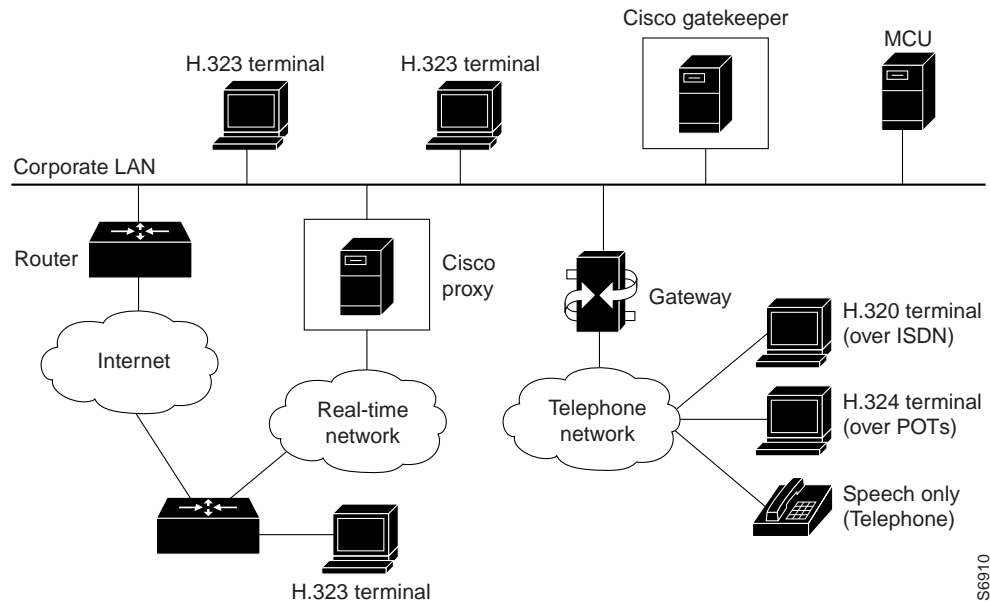 Cisco gatekeeper
MCU
H.323 terminal
H.323 terminal
Corporate LAN
Router
Cisco
proxy
Gateway
H.320 terminal
(over ISDN)
Internet
Real-time
network
Telephone
network
H.324 terminal
(over POTs)
Speech only
(Telephone)
H.323 terminal
S6910